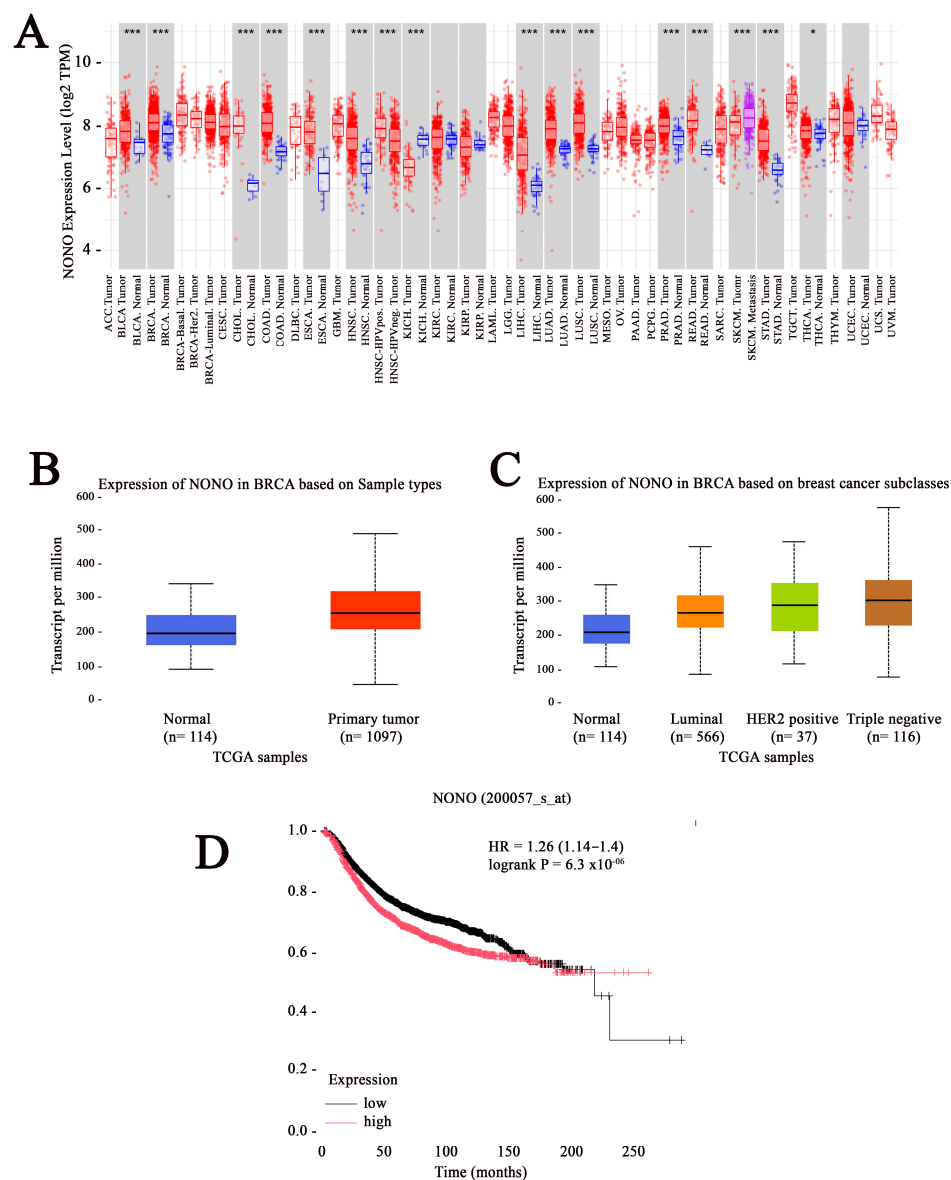 A
*** *** *** *** *** *** *** *** *** *** *** *** *** *** *** *
NONO Expression Level (log2 TPM)
10 -
8 -
6 -
4 -
ACC. Tumor
BLCA Tumor
BLCA. Normal
BRCA. Tumor
BRCA. Normal
BRCA-Basal. Tumor
BRCA-Her2. Tumor
BRCA-Luminal. Tumor
CESC. Tumor
CHOL. Tumor
CHOL. Normal
COAD. Tumor
COAD. Normal
DLBC. Tumor
ESCA. Tumor
ESCA. Normal
GBM. Tumor
HNSC. Tumor
HNSC. Normal
HNSC-HPVpos. Tumor
HNSC-HPVneg. Tumor
KICH. Tumor
KICH. Normal
KIRC. Tumor
KIRC. Normal
KIRP. Tumor
KIRP. Normal
LAML. Tumor
LGG. Tumor
LIHC. Tumor
LIHC. Normal
LUAD. Tumor
LUAD. Normal
LUSC. Tumor
LUSC. Normal
MESO. Tumor
OV. Tumor
PAAD. Tumor
PCPG. Tumor
PRAD. Tumor
PRAD. Normal
READ. Tumor
READ. Normal
SARC. Tumor
SKCM. Tuomr
SKCM. Metastasis
STAD. Tumor
STAD. Normal
TGCT. Tumor
THCA. Tumor
THCA. Normal
THYM. Tumor
UCEC. Tumor
UCEC. Normal
UCS. Tumor
UVM. Tumor
B
Expression of NONO in BRCA based on Sample types
Transcript per million
600 -
500 -
400 -
300 -
200 -
100 -
0 -
Normal
(n= 114)
Primary tumor
(n= 1097)
TCGA samples
C
Expression of NONO in BRCA based on breast cancer subclasses
Transcript per million
600 -
500 -
400 -
300 -
200 -
100 -
0 -
Normal
(n= 114)
Luminal
(n= 566)
HER2 positive
(n= 37)
Triple negative
(n= 116)
TCGA samples
D
NONO (200057_s_at)
HR = 1.26 (1.14−1.4)
logrank P = 6.3 x10⁻⁰⁶
1.0 -
0.8 -
0.6 -
0.4 -
0.2 -
0.0 -
Expression
low
high
0 50 100 150 200 250
Time (months)